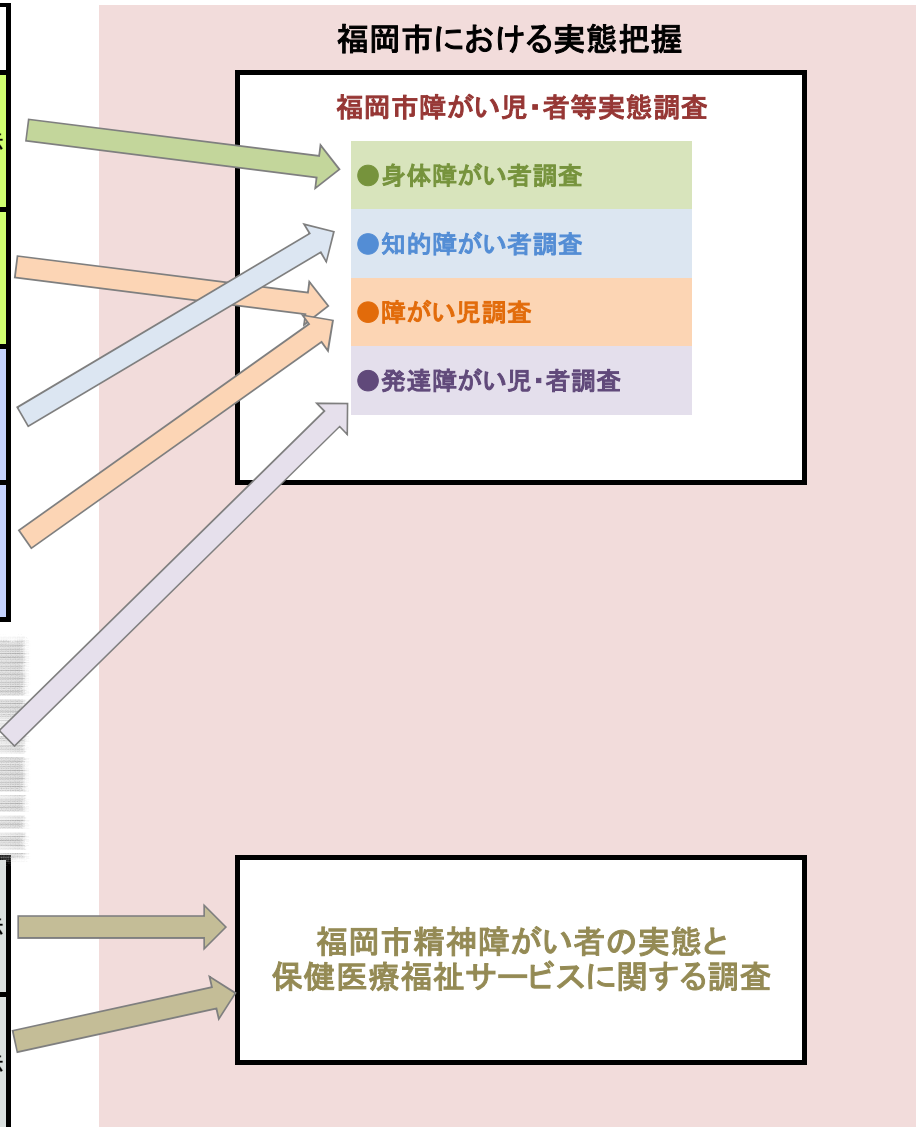 福岡市における実態把握
福岡市障がい児・者等実態調査
●身体障がい者調査
●知的障がい者調査
●障がい児調査
●発達障がい児・者調査
福岡市精神障がい者の実態と
保健医療福祉サービスに関する調査